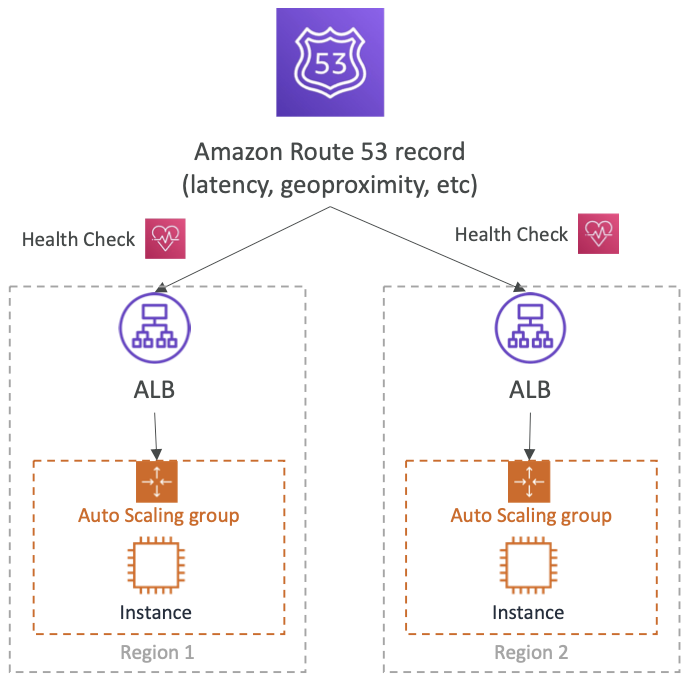 53
Amazon Route 53 record
(latency, geoproximity, etc)
Health Check
Health Check
ALB
ALB
Auto Scaling group
Auto Scaling group
Instance
Instance
Region 1
Region 2